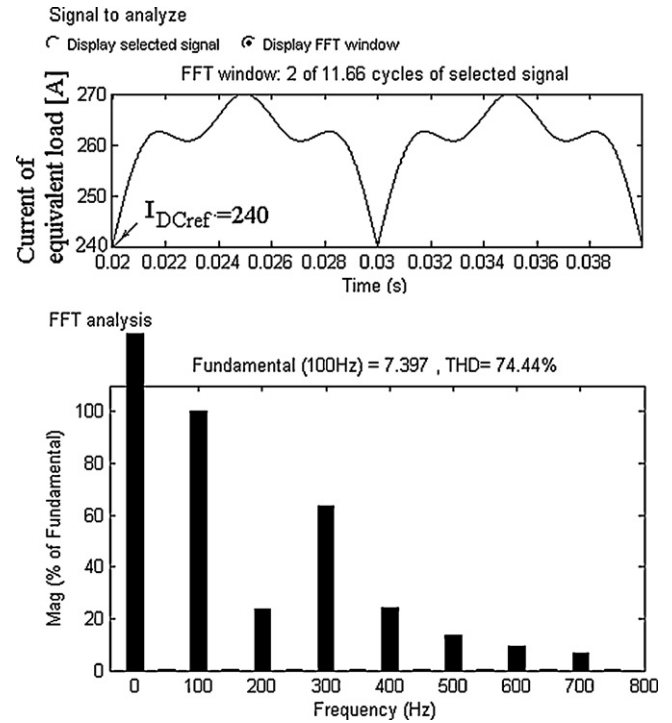 Signal to analyze
Display selected signal Display FFT window
FFT window: 2 of 11.66 cycles of selected signal
Current of
equivalent load [A]
270
260
250
240
I_DCref=240
0.02 0.022 0.024 0.026 0.028 0.03 0.032 0.034 0.036 0.038
Time (s)
FFT analysis
Fundamental (100Hz) = 7.397 , THD= 74.44%
Mag (% of Fundamental)
100
80
60
40
20
0
0 100 200 300 400 500 600 700 800
Frequency (Hz)